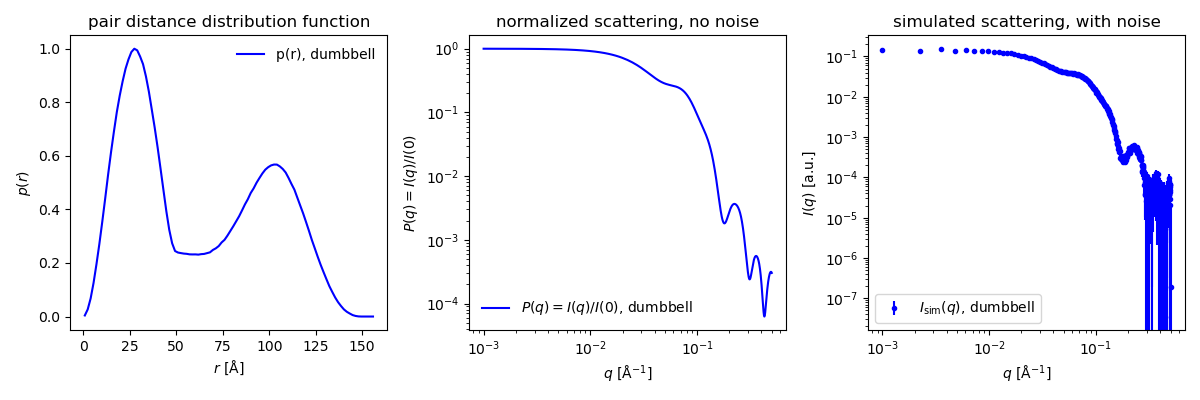 pair distance distribution function
p(r), dumbbell
1.0
0.8
0.6
0.4
0.2
0.0
p(r)
0 25 50 75 100 125 150
r [Å]
normalized scattering, no noise
10⁰
10⁻¹
10⁻²
10⁻³
10⁻⁴
P(q) = I(q)/I(0)
P(q) = I(q)/I(0), dumbbell
10⁻³ 10⁻² 10⁻¹
q [Å⁻¹]
simulated scattering, with noise
10⁻¹
10⁻²
10⁻³
10⁻⁴
10⁻⁵
10⁻⁶
10⁻⁷
I(q) [a.u.]
I_sim(q), dumbbell
10⁻³ 10⁻² 10⁻¹
q [Å⁻¹]